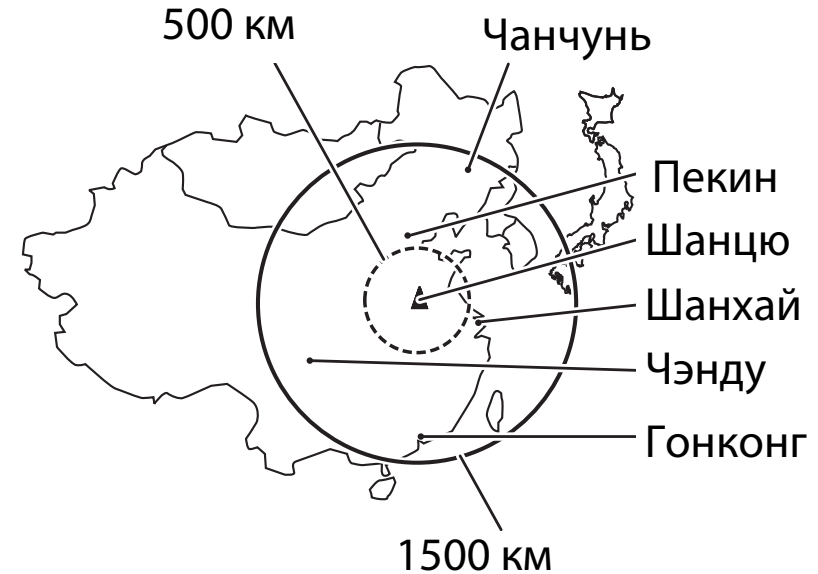 500 км
Чанчунь
Пекин
Шанцю
Шанхай
Чэнду
Гонконг
1500 км